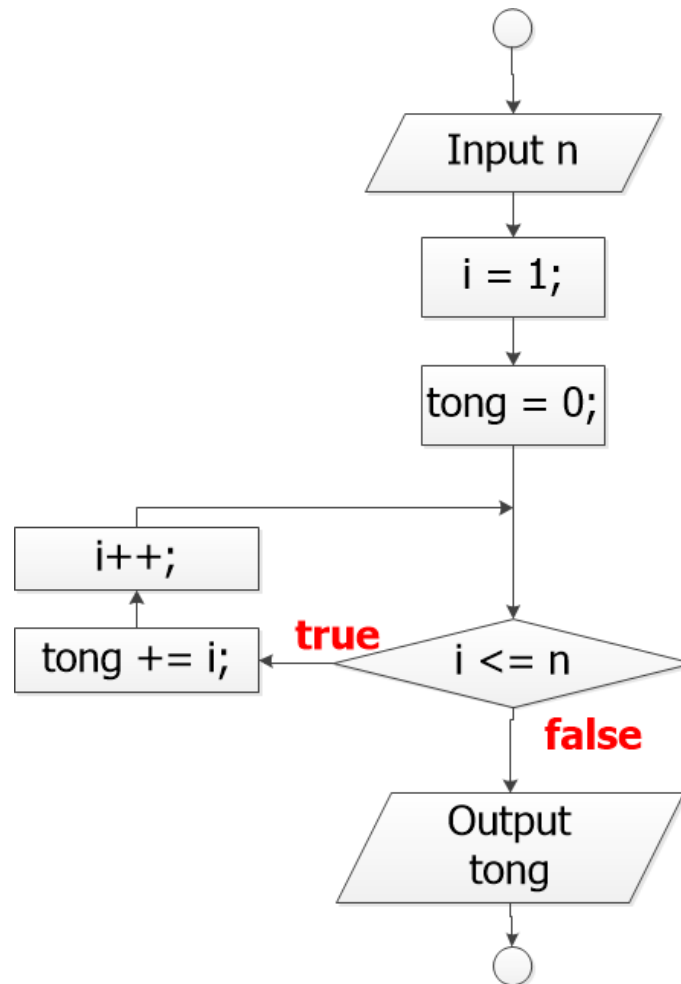 Input n
i = 1;
tong = 0;
i++;
tong += i;
true
i <= n
false
Output
tong